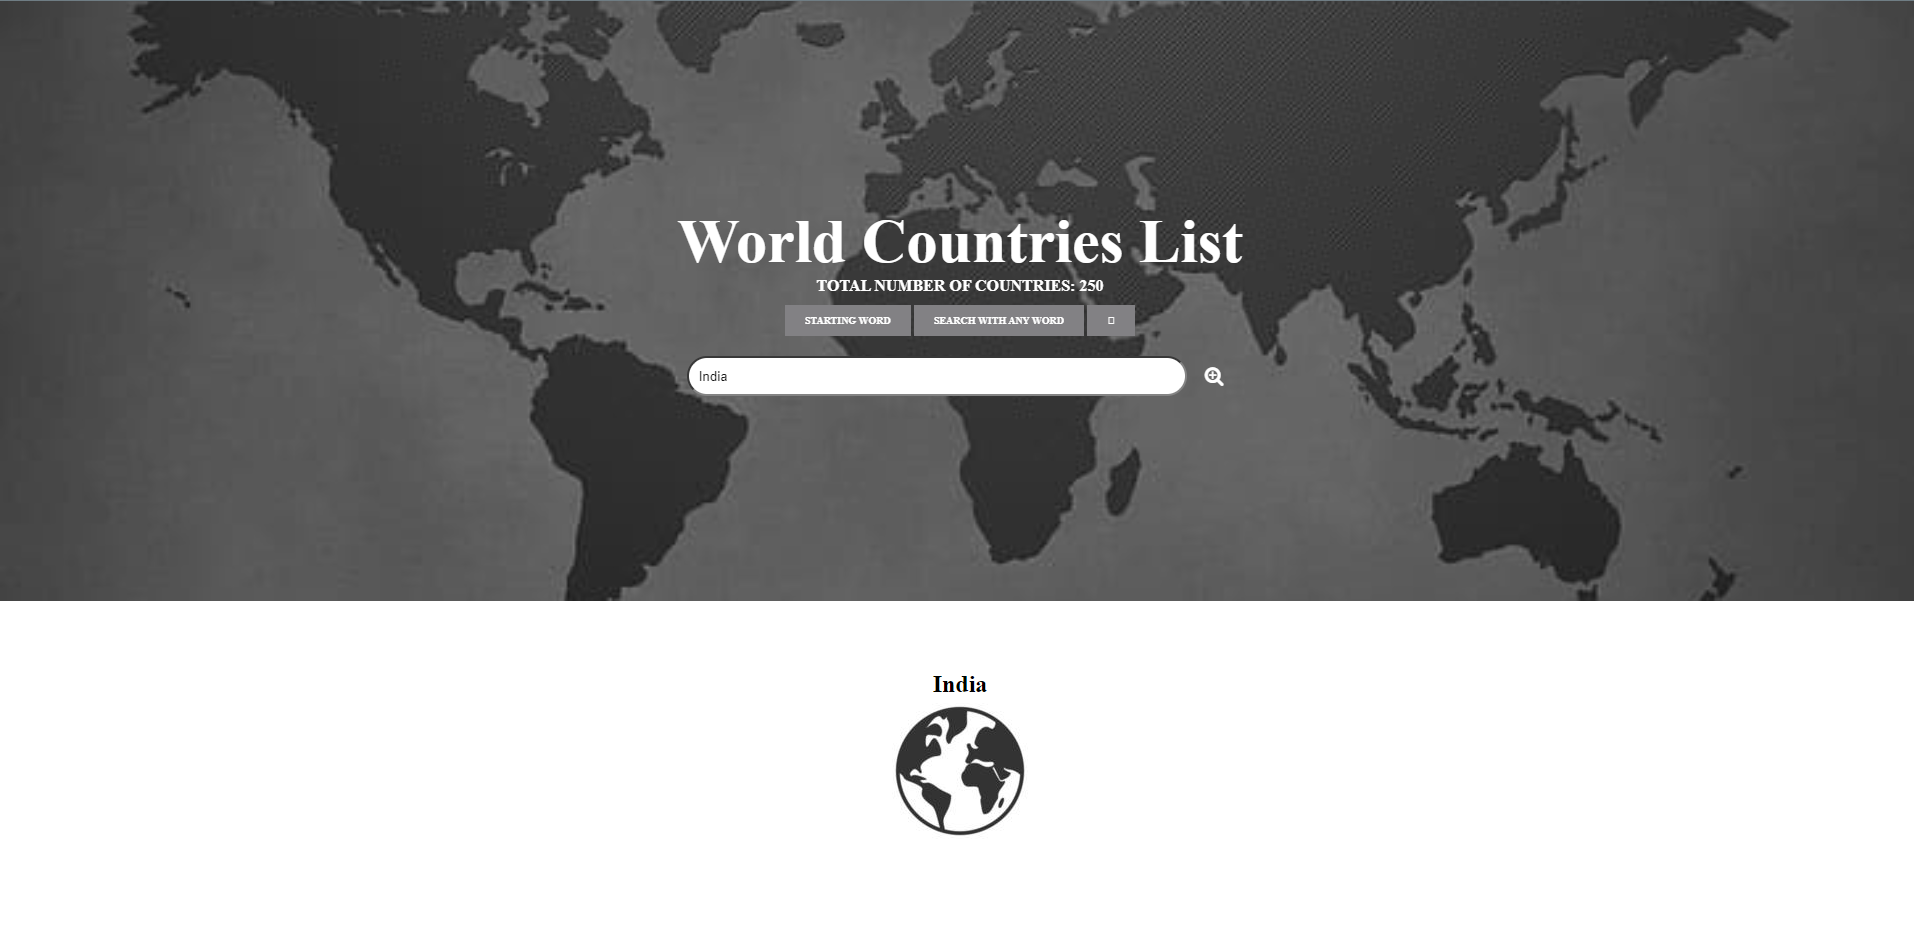 World Countries List
TOTAL NUMBER OF COUNTRIES: 250
STARTING WORD SEARCH WITH ANY WORD
India
India